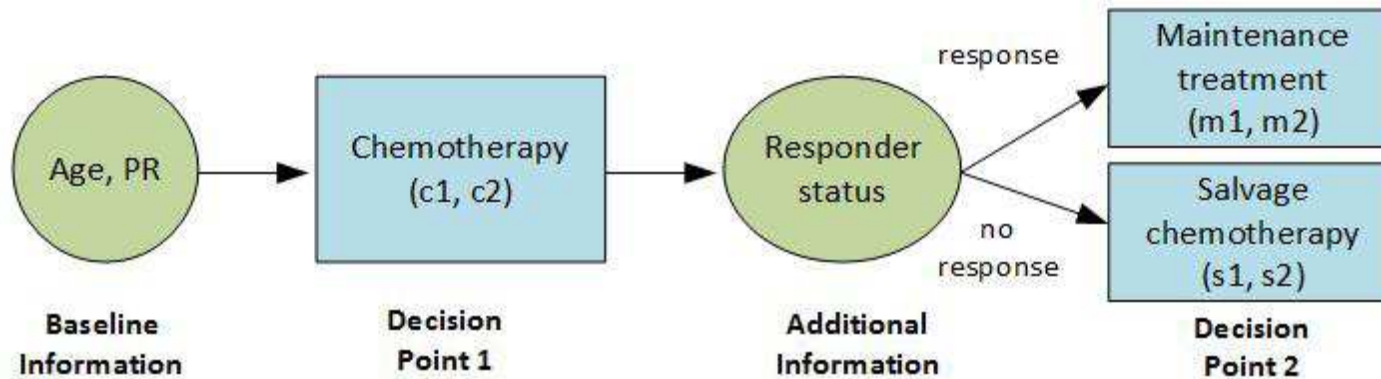 Age, PR
Chemotherapy
(c1, c2)
Responder
status
response
no
response
Maintenance
treatment
(m1, m2)
Salvage
chemotherapy
(s1, s2)
Baseline
Information
Decision
Point 1
Additional
Information
Decision
Point 2